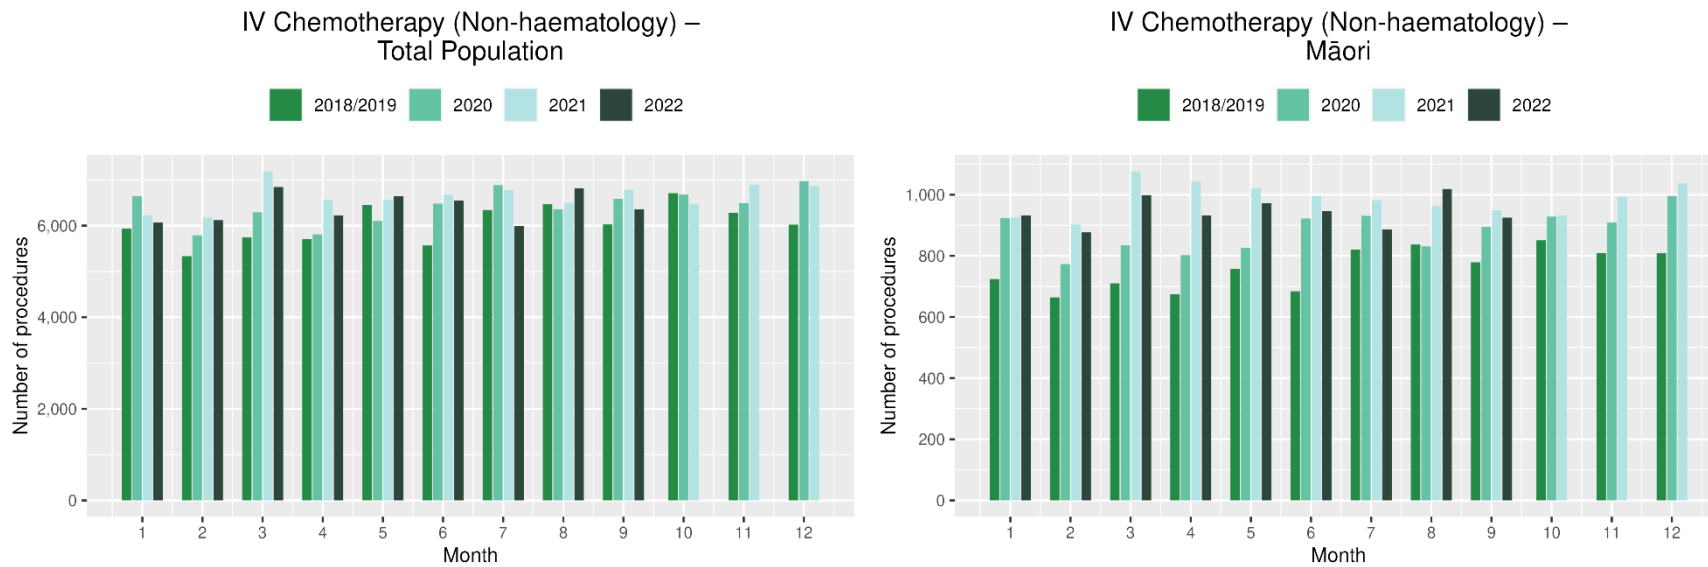 IV Chemotherapy (Non-haematology) –
Total Population
2018/2019 2020 2021 2022
Number of procedures
6,000
4,000
2,000
0
1 2 3 4 5 6 7 8 9 10 11 12
Month
IV Chemotherapy (Non-haematology) –
Māori
2018/2019 2020 2021 2022
Number of procedures
1,000
800
600
400
200
0
1 2 3 4 5 6 7 8 9 10 11 12
Month